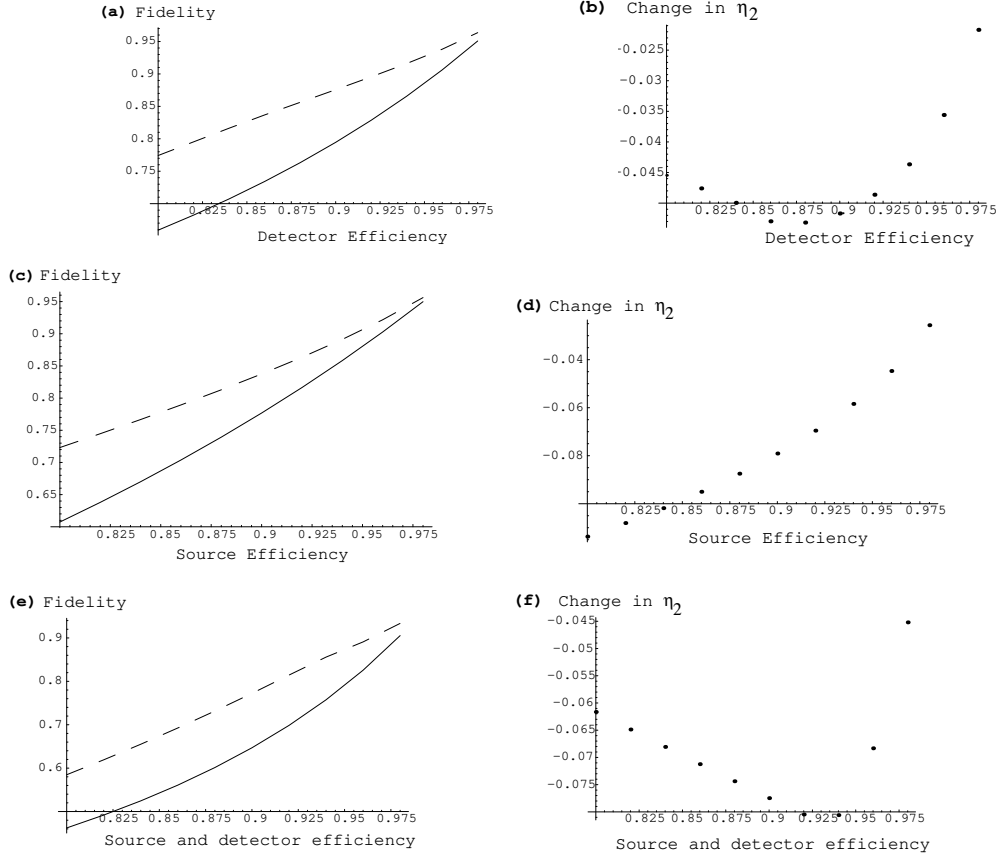 (a) Fidelity
0.95
0.9
0.85
0.8
0.75
0.825 0.85 0.875 0.9 0.925 0.95 0.975
Detector Efficiency
(b) Change in η2
-0.025
-0.03
-0.035
-0.04
-0.045
0.825 0.85 0.875 0.9 0.925 0.95 0.975
Detector Efficiency
(c) Fidelity
0.95
0.9
0.85
0.8
0.75
0.7
0.65
0.825 0.85 0.875 0.9 0.925 0.95 0.975
Source Efficiency
(d) Change in η2
-0.04
-0.06
-0.08
0.825 0.85 0.875 0.9 0.925 0.95 0.975
Source Efficiency
(e) Fidelity
0.9
0.8
0.7
0.6
0.825 0.85 0.875 0.9 0.925 0.95 0.975
Source and detector efficiency
(f) Change in η2
-0.045
-0.05
-0.055
-0.06
-0.065
-0.07
-0.075
0.825 0.85 0.875 0.9 0.925 0.95 0.975
Source and detector efficiency